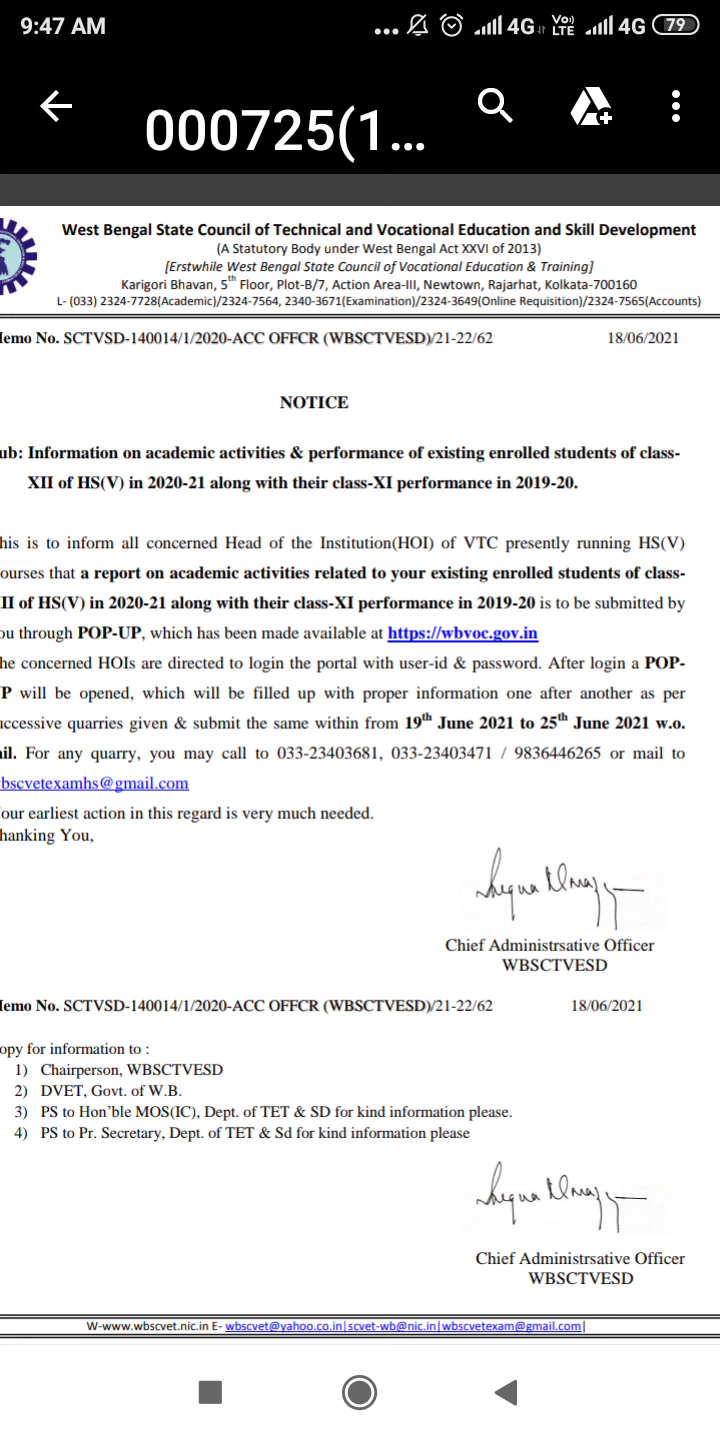 9:47 AM
... 4G VoD LTE 4G 79
000725(1...
West Bengal State Council of Technical and Vocational Education and Skill Development
(A Statutory Body under West Bengal Act XXVI of 2013)
[Erstwhile West Bengal State Council of Vocational Education & Training]
Karigori Bhavan, 5th Floor, Plot-B/7, Action Area-III, Newtown, Rajarhat, Kolkata-700160
L- (033) 2324-7728(Academic)/2324-7564, 2340-3671(Examination)/2324-3649(Online Requisition)/2324-7565(Accounts)
emo No. SCTVSD-140014/1/2020-ACC OFFCR (WBSCTVESD)/21-22/62 18/06/2021
NOTICE
ub: Information on academic activities & performance of existing enrolled students of class-
XII of HS(V) in 2020-21 along with their class-XI performance in 2019-20.
his is to inform all concerned Head of the Institution(HOI) of VTC presently running HS(V)
ourses that a report on academic activities related to your existing enrolled students of class-
II of HS(V) in 2020-21 along with their class-XI performance in 2019-20 is to be submitted by
ou through POP-UP, which has been made available at https://wbvoc.gov.in
he concerned HOIs are directed to login the portal with user-id & password. After login a POP-
P will be opened, which will be filled up with proper information one after another as per
uccessive quarries given & submit the same within from 19th June 2021 to 25th June 2021 w.o.
ail. For any quarry, you may call to 033-23403681, 033-23403471 / 9836446265 or mail to
bscvetexamhs@gmail.com
our earliest action in this regard is very much needed.
hanking You,
Chief Administrsative Officer
WBSCTVESD
emo No. SCTVSD-140014/1/2020-ACC OFFCR (WBSCTVESD)/21-22/62 18/06/2021
opy for information to :
1) Chairperson, WBSCTVESD
2) DVET, Govt. of W.B.
3) PS to Hon'ble MOS(IC), Dept. of TET & SD for kind information please.
4) PS to Pr. Secretary, Dept. of TET & Sd for kind information please
Chief Administrsative Officer
WBSCTVESD
W-www.wbscvet.nic.in E- wbscvet@yahoo.co.in|scvet-wb@nic.in|wbscvetexam@gmail.com|